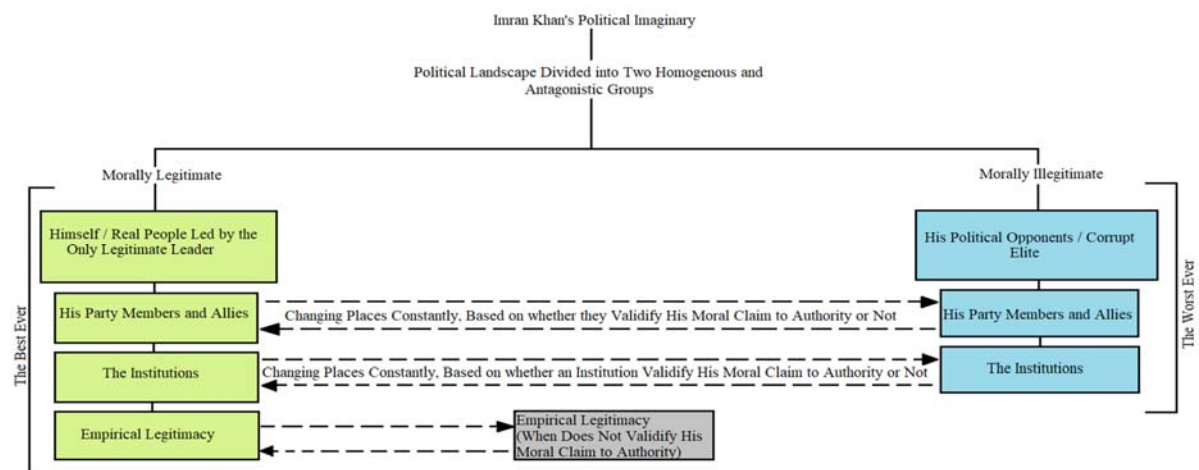 Imran Khan's Political Imaginary
Political Landscape Divided into Two Homogenous and
Antagonistic Groups
Morally Legitimate
Morally Illegitimate
The Best Ever
Himself / Real People Led by the
Only Legitimate Leader
His Political Opponents / Corrupt
Elite
The Worst Ever
His Party Members and Allies
Changing Places Constantly, Based on whether they Validify His Moral Claim to Authority or Not
His Party Members and Allies
The Institutions
Changing Places Constantly, Based on whether an Institution Validify His Moral Claim to Authority or Not
The Institutions
Empirical Legitimacy
Empirical Legitimacy
(When Does Not Validify His
Moral Claim to Authority)